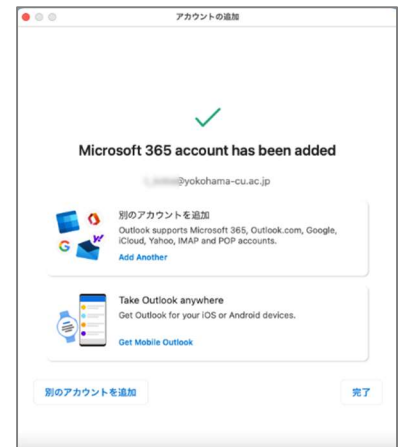 アカウントの追加
Microsoft 365 account has been added
@yokohama-cu.ac.jp
別のアカウントを追加
Outlook supports Microsoft 365, Outlook.com, Google,
iCloud, Yahoo, IMAP and POP accounts.
Add Another
Take Outlook anywhere
Get Outlook for your iOS or Android devices.
Get Mobile Outlook
別のアカウントを追加
完了